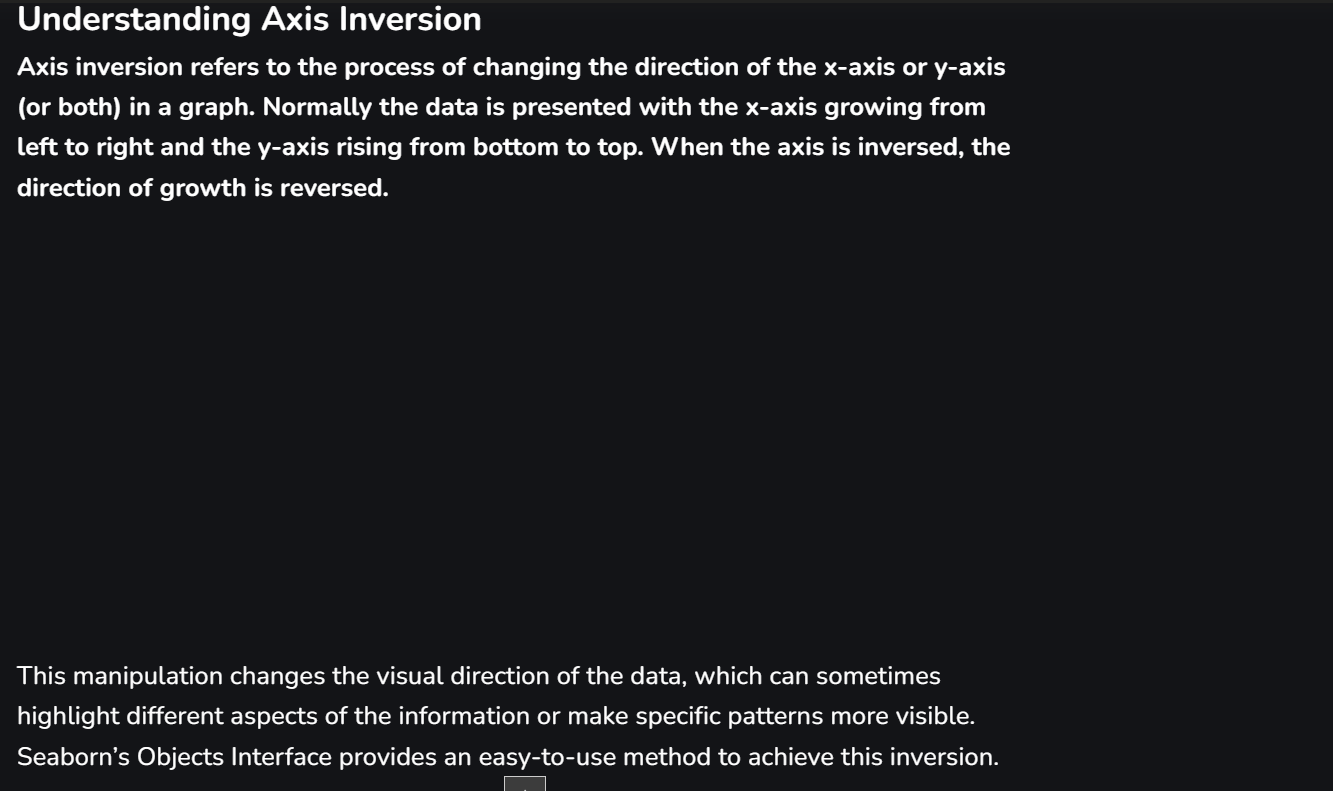 Understanding Axis Inversion
Axis inversion refers to the process of changing the direction of the x-axis or y-axis
(or both) in a graph. Normally the data is presented with the x-axis growing from
left to right and the y-axis rising from bottom to top. When the axis is inversed, the
direction of growth is reversed.
This manipulation changes the visual direction of the data, which can sometimes
highlight different aspects of the information or make specific patterns more visible.
Seaborn’s Objects Interface provides an easy-to-use method to achieve this inversion.